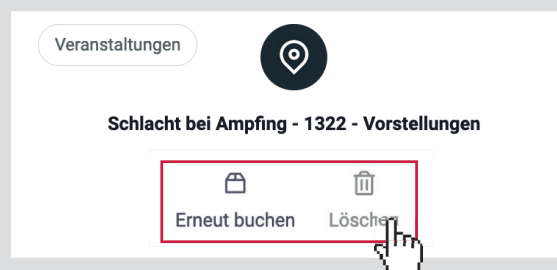 Veranstaltungen
Schlacht bei Ampfing - 1322 - Vorstellungen
Erneut buchen Löschen